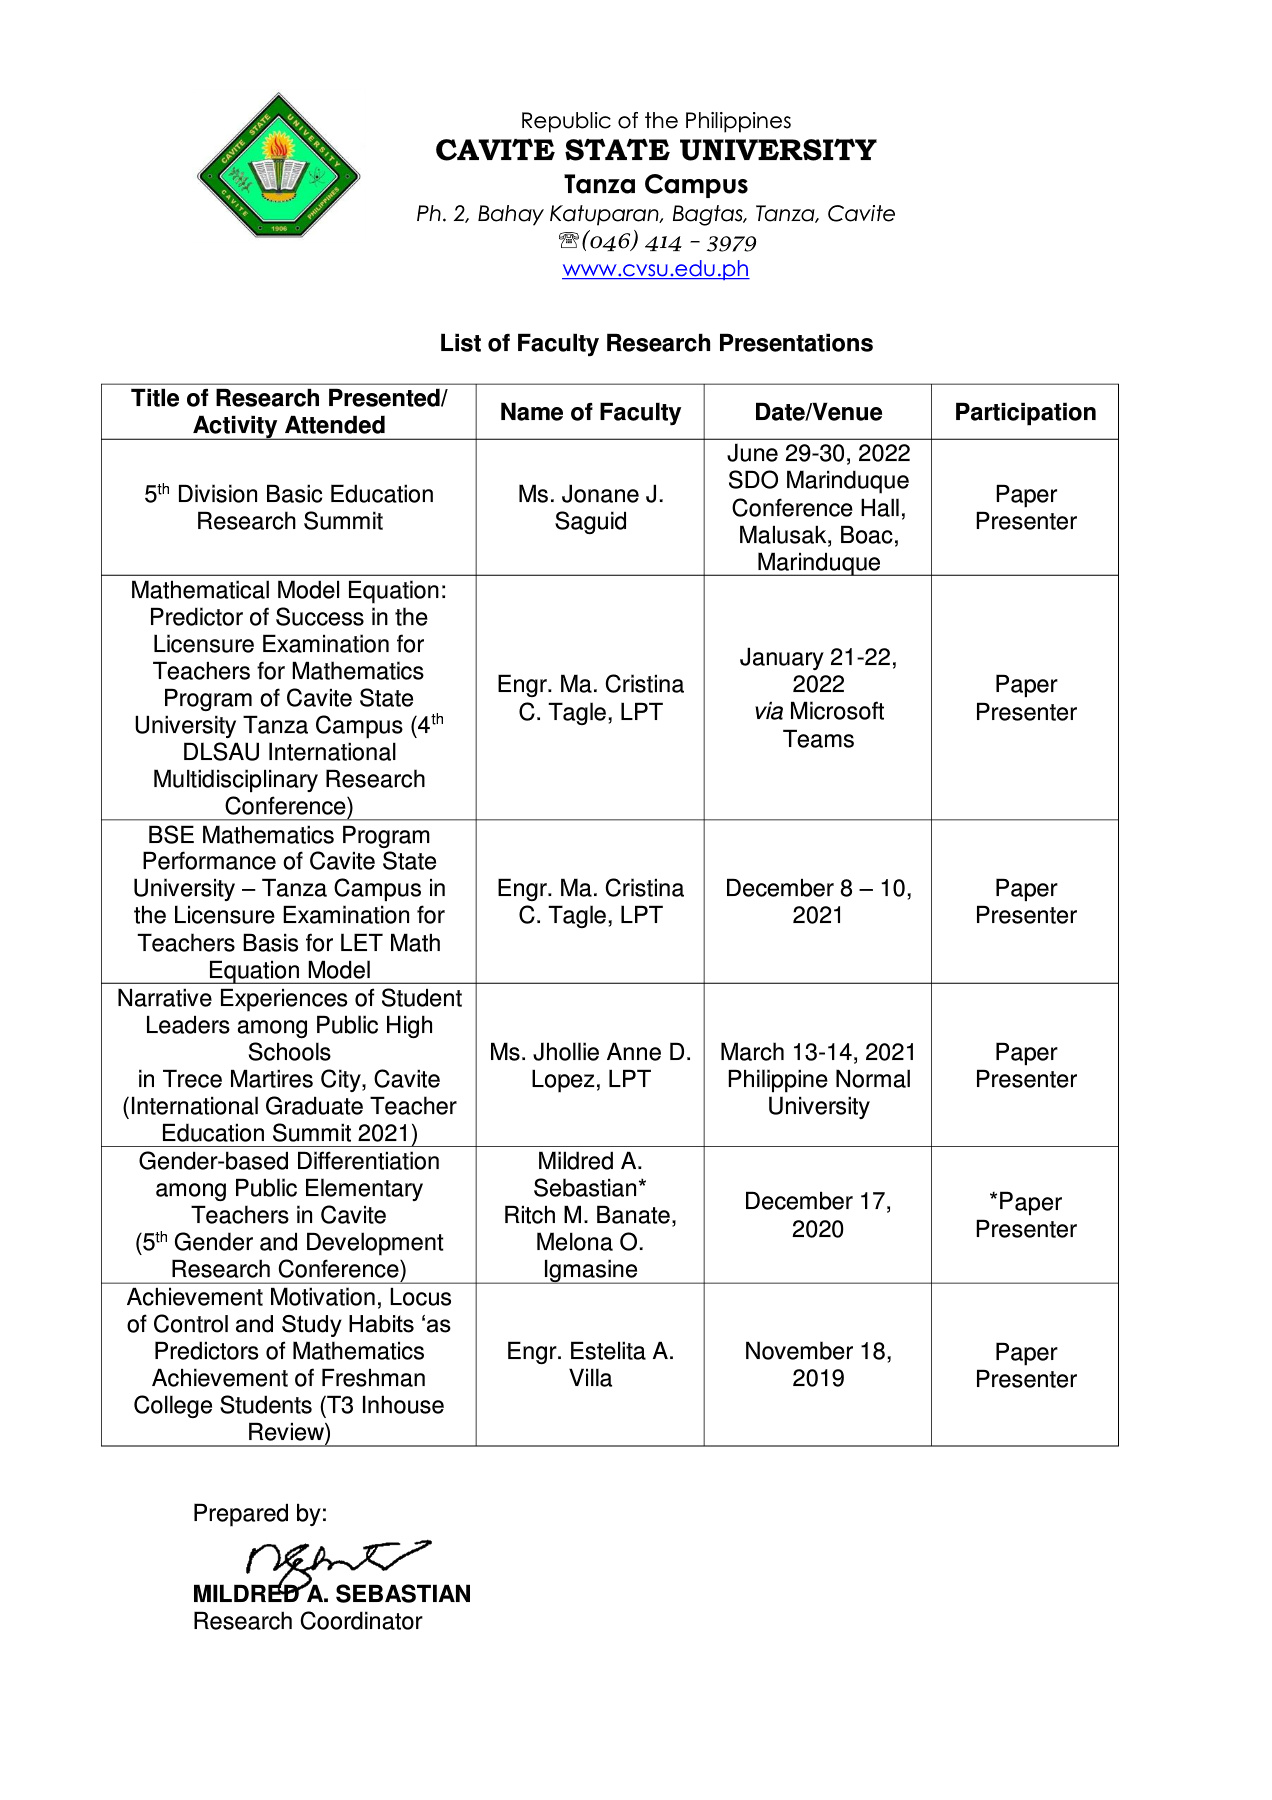 CAVITE STATE UNIVERSITY
CAVITE
PHILIPPINES
1906
Republic of the Philippines
CAVITE STATE UNIVERSITY
Tanza Campus
Ph. 2, Bahay Katuparan, Bagtas, Tanza, Cavite
☏(046) 414 – 3979
www.cvsu.edu.ph
List of Faculty Research Presentations
Title of Research Presented/
Activity Attended
Name of Faculty
Date/Venue
Participation
5th Division Basic Education
Research Summit
Ms. Jonane J.
Saguid
June 29-30, 2022
SDO Marinduque
Conference Hall,
Malusak, Boac,
Marinduque
Paper
Presenter
Mathematical Model Equation:
Predictor of Success in the
Licensure Examination for
Teachers for Mathematics
Program of Cavite State
University Tanza Campus (4th
DLSAU International
Multidisciplinary Research
Conference)
Engr. Ma. Cristina
C. Tagle, LPT
January 21-22,
2022
via Microsoft
Teams
Paper
Presenter
BSE Mathematics Program
Performance of Cavite State
University – Tanza Campus in
the Licensure Examination for
Teachers Basis for LET Math
Equation Model
Engr. Ma. Cristina
C. Tagle, LPT
December 8 – 10,
2021
Paper
Presenter
Narrative Experiences of Student
Leaders among Public High
Schools
in Trece Martires City, Cavite
(International Graduate Teacher
Education Summit 2021)
Ms. Jhollie Anne D.
Lopez, LPT
March 13-14, 2021
Philippine Normal
University
Paper
Presenter
Gender-based Differentiation
among Public Elementary
Teachers in Cavite
(5th Gender and Development
Research Conference)
Mildred A.
Sebastian*
Ritch M. Banate,
Melona O.
Igmasine
December 17,
2020
*Paper
Presenter
Achievement Motivation, Locus
of Control and Study Habits ‘as
Predictors of Mathematics
Achievement of Freshman
College Students (T3 Inhouse
Review)
Engr. Estelita A.
Villa
November 18,
2019
Paper
Presenter
Prepared by:
MILDRED A. SEBASTIAN
Research Coordinator